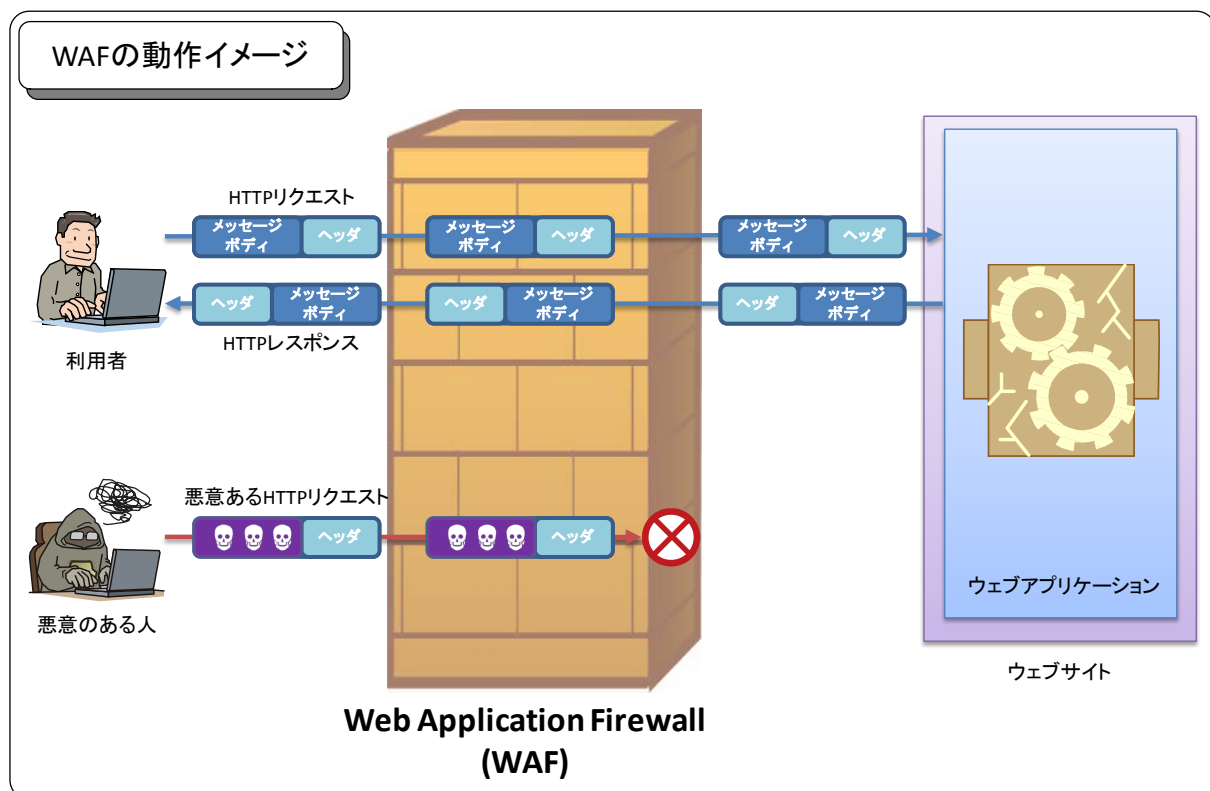 WAFの動作イメージ
HTTPリクエスト
メッセージ
ボディ
ヘッダ
メッセージ
ボディ
ヘッダ
メッセージ
ボディ
ヘッダ
ヘッダ
メッセージ
ボディ
ヘッダ
メッセージ
ボディ
ヘッダ
メッセージ
ボディ
HTTPレスポンス
利用者
悪意あるHTTPリクエスト
ヘッダ
ヘッダ
悪意のある人
ウェブアプリケーション
ウェブサイト
Web Application Firewall
(WAF)